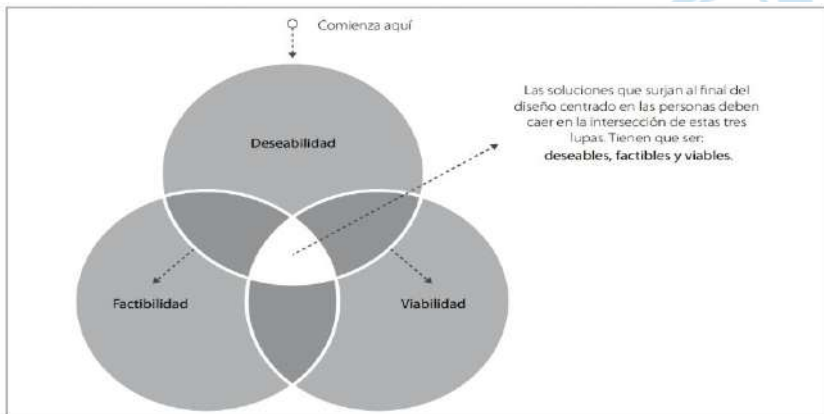 Comienza aquí
Las soluciones que surjan al final del
diseño centrado en las personas deben
caer en la intersección de estas tres
lupas. Tienen que ser:
deseables, factibles y viables.
Deseabilidad
Factibilidad
Viabilidad